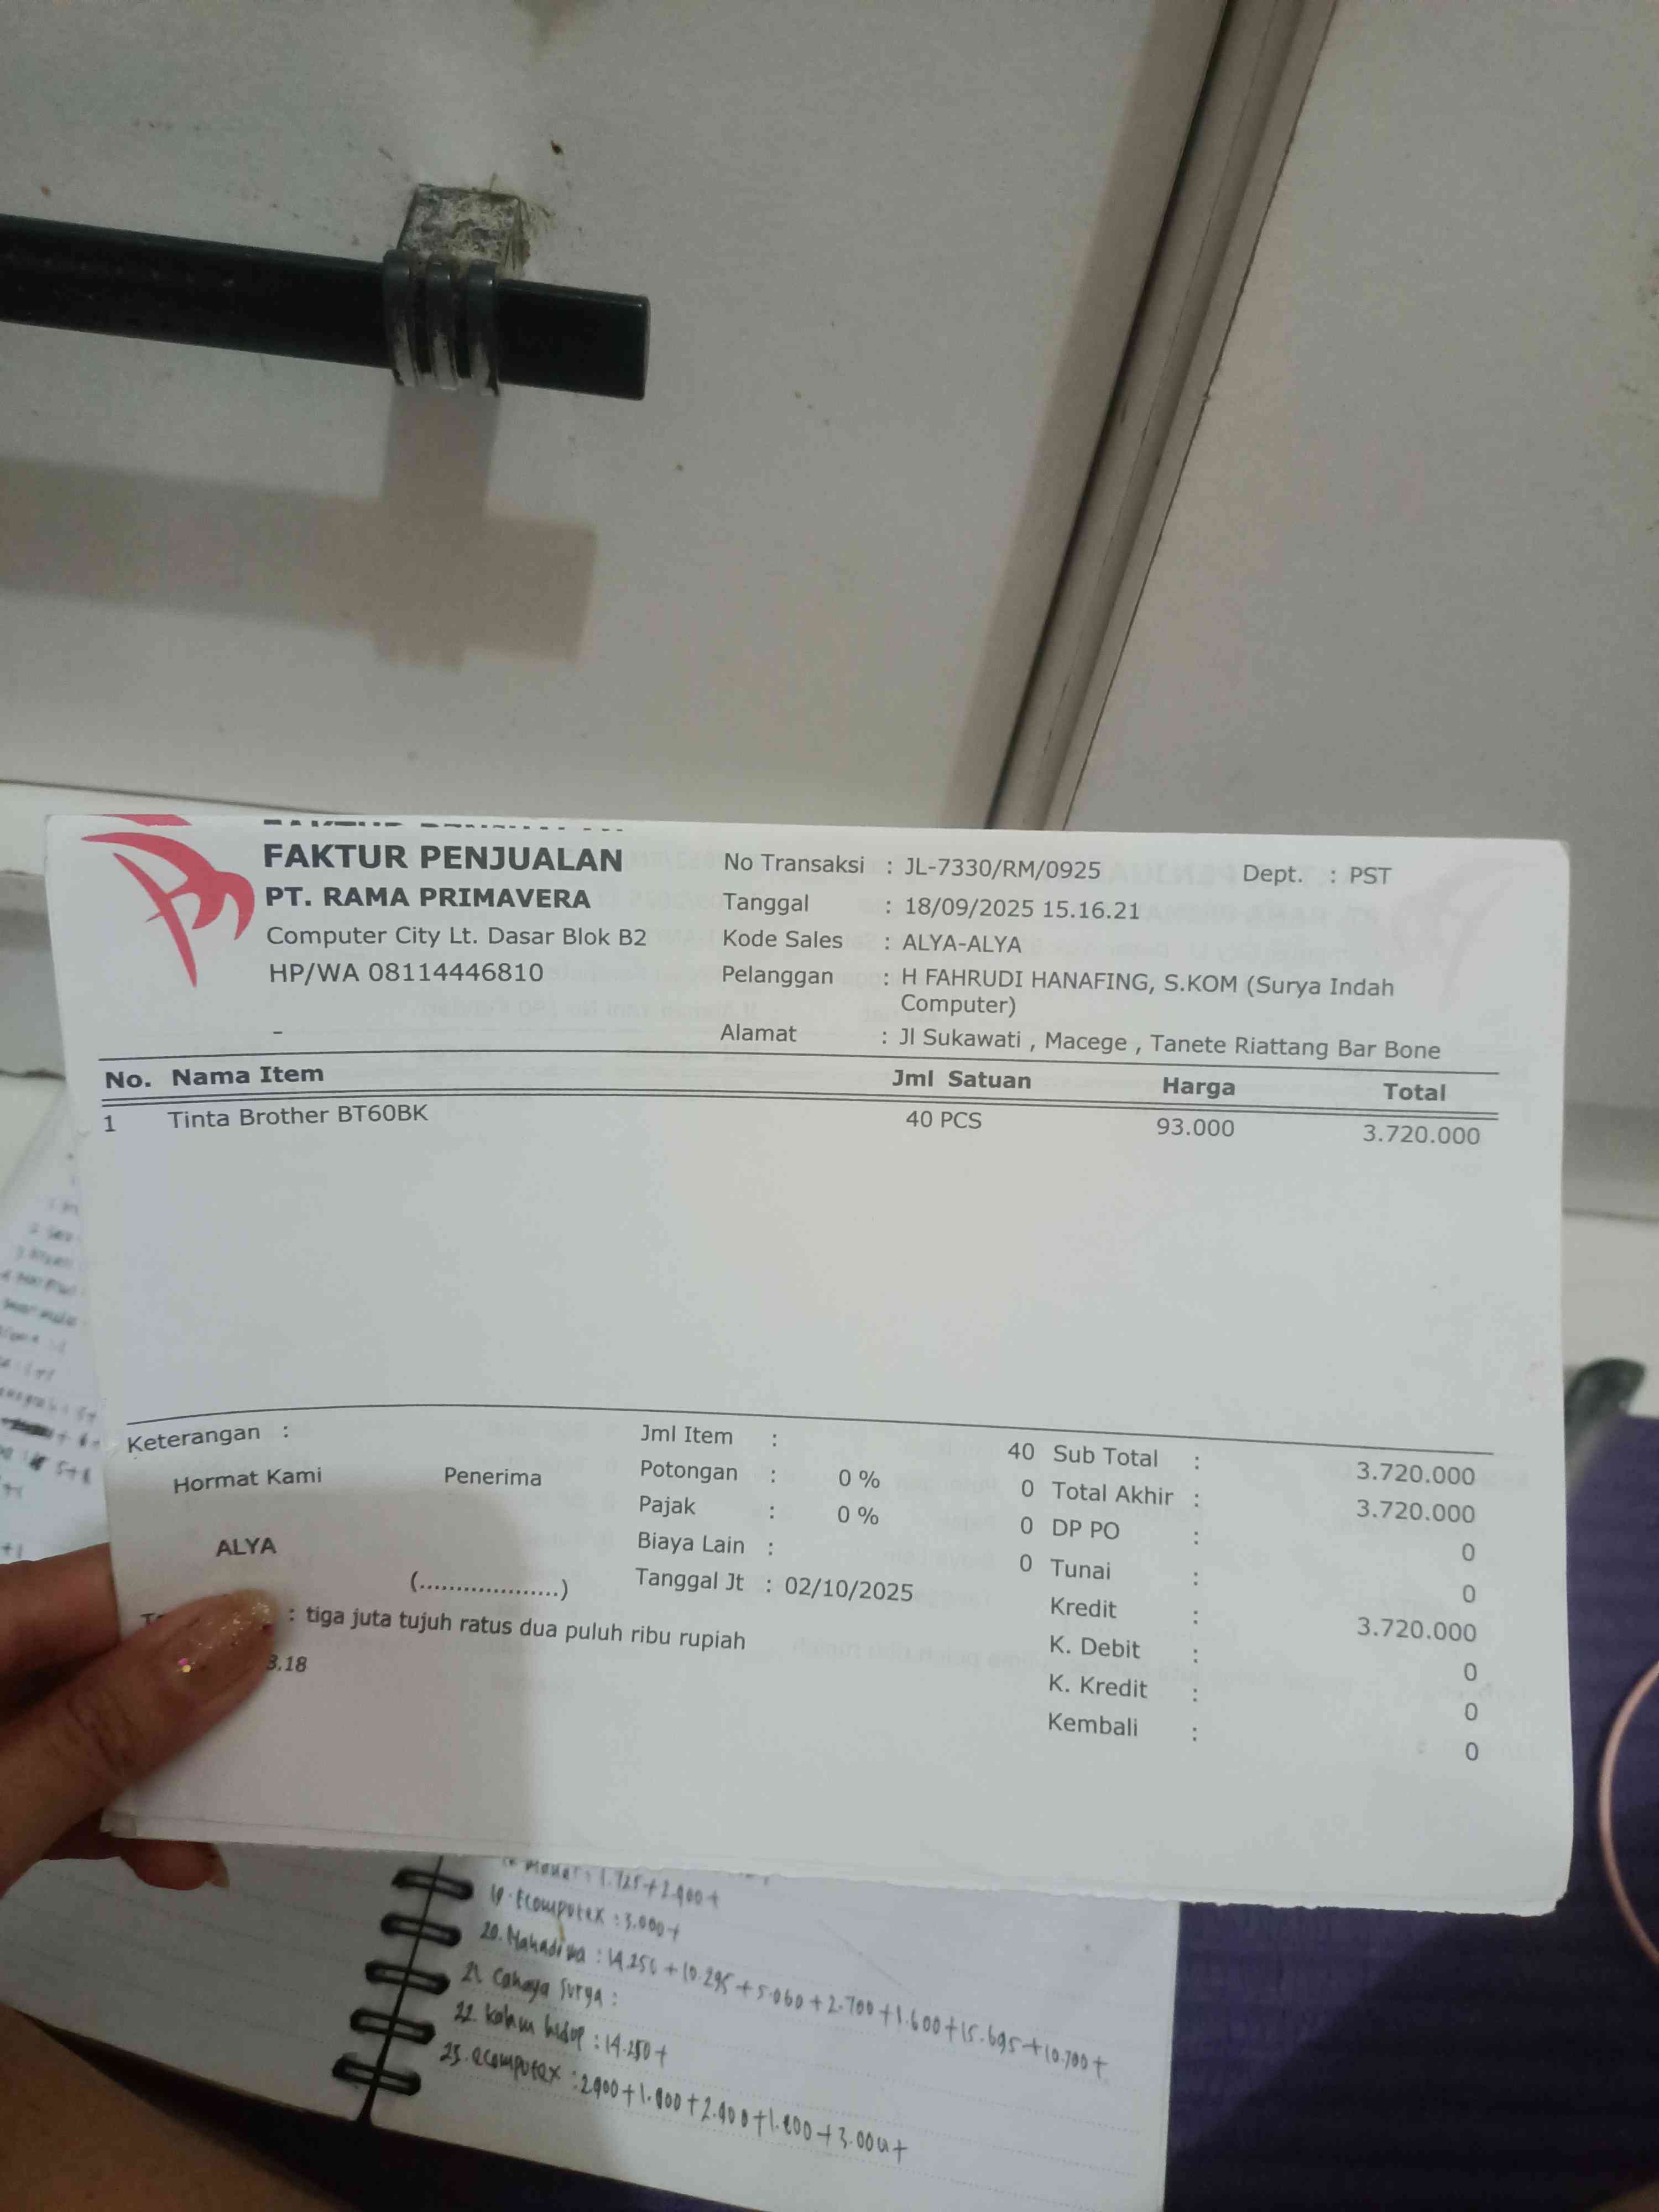 FAKTUR PENJUALAN
PT. RAMA PRIMAVERA
Computer City Lt. Dasar Blok B2
HP/WA 08114446810
-
No Transaksi : JL-7330/RM/0925
Dept. : PST
Tanggal : 18/09/2025 15.16.21
Kode Sales : ALYA-ALYA
Pelanggan : H FAHRUDI HANAFING, S.KOM (Surya Indah
Computer)
Alamat : Jl Sukawati , Macege , Tanete Riattang Bar Bone
No. Nama Item Jml Satuan Harga Total
1 Tinta Brother BT60BK 40 PCS 93.000 3.720.000
Keterangan :
Hormat Kami Penerima
ALYA
(...................)
: tiga juta tujuh ratus dua puluh ribu rupiah
3.18
Jml Item : 40
Potongan : 0 % 0
Pajak : 0 % 0
Biaya Lain : 0
Tanggal Jt : 02/10/2025
Sub Total : 3.720.000
Total Akhir : 3.720.000
DP PO : 0
Tunai : 0
Kredit : 3.720.000
K. Debit : 0
K. Kredit : 0
Kembali : 0
1.725+2.900+
19. Ecomputex : 3.000+
20. Mahadiwa : 14.250+10.295+5.060+2.700+1.600+15.695+10.700+
21. Cahaya Surya :
22. kolam hidup : 14.250+
23. ecomputex :